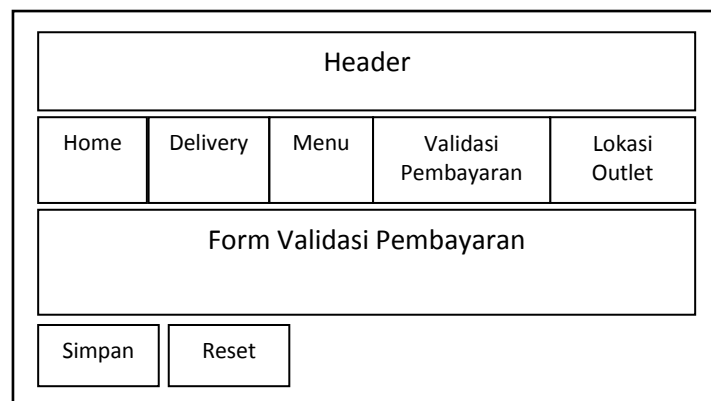 Header
Home
Delivery
Menu
Validasi
Pembayaran
Lokasi
Outlet
Form Validasi Pembayaran
Simpan
Reset